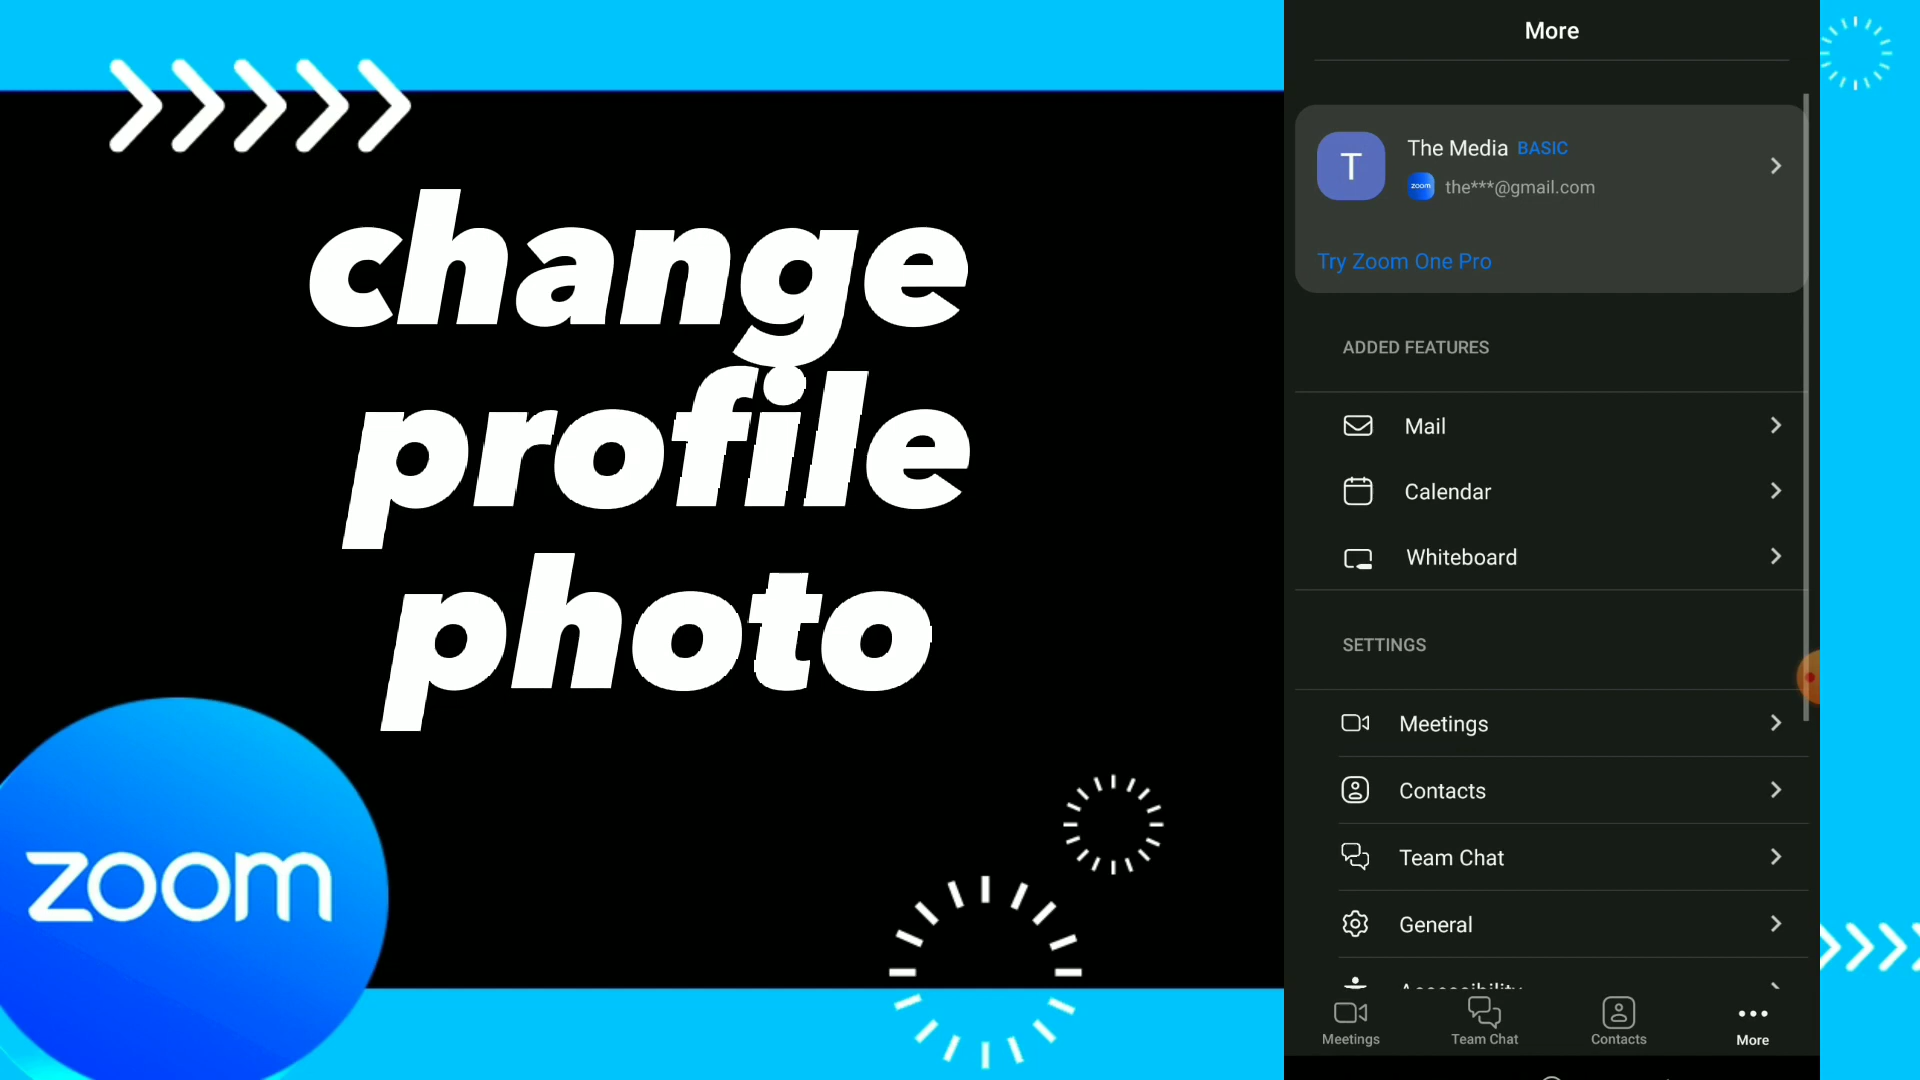 change
profile
photo
zoom
More
T
The Media BASIC
zoom the***@gmail.com
Try Zoom One Pro
ADDED FEATURES
Mail
Calendar
Whiteboard
SETTINGS
Meetings
Contacts
Team Chat
General
Accessibility
Meetings
Team Chat
Contacts
More